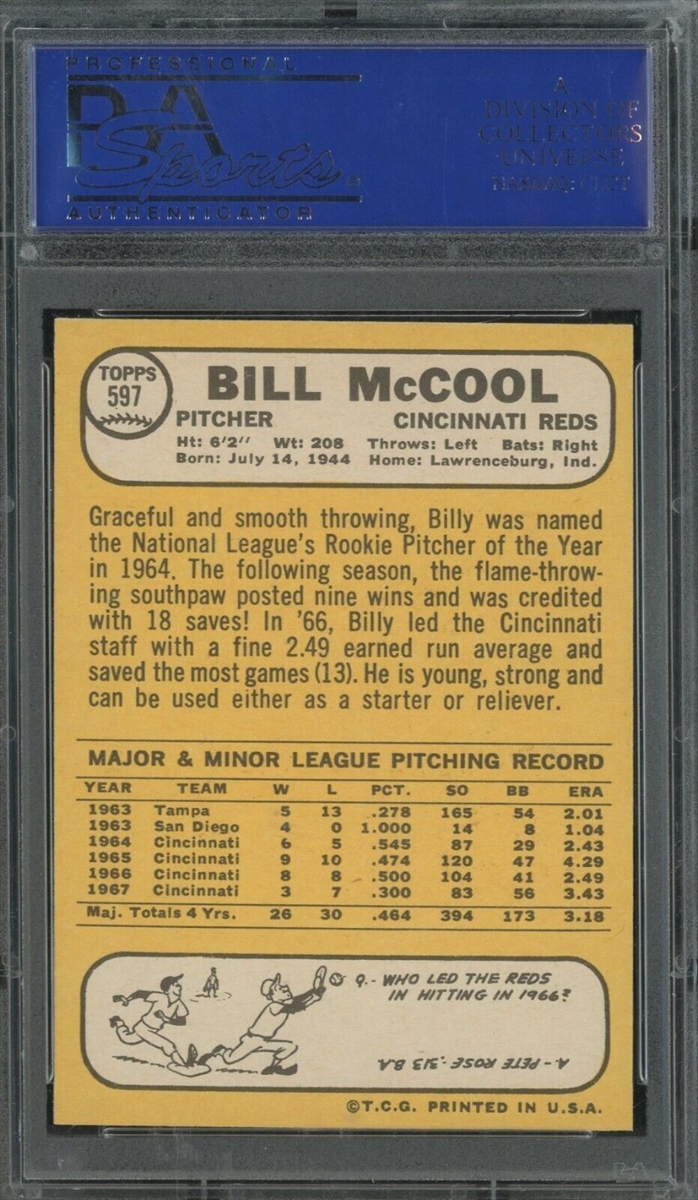 PROFESSIONAL
PSA
Sports
AUTHENTICATOR
A
DIVISION OF
COLLECTORS
UNIVERSE
NASDAQ: CLCT
TOPPS
597
BILL McCOOL
PITCHER CINCINNATI REDS
Ht: 6'2" Wt: 208 Throws: Left Bats: Right
Born: July 14, 1944 Home: Lawrenceburg, Ind.
Graceful and smooth throwing, Billy was named
the National League's Rookie Pitcher of the Year
in 1964. The following season, the flame-throw-
ing southpaw posted nine wins and was credited
with 18 saves! In '66, Billy led the Cincinnati
staff with a fine 2.49 earned run average and
saved the most games (13). He is young, strong and
can be used either as a starter or reliever.
MAJOR & MINOR LEAGUE PITCHING RECORD
YEAR TEAM W L PCT. SO BB ERA
1963 Tampa 5 13 .278 165 54 2.01
1963 San Diego 4 0 1.000 14 8 1.04
1964 Cincinnati 6 5 .545 87 29 2.43
1965 Cincinnati 9 10 .474 120 47 4.29
1966 Cincinnati 8 8 .500 104 41 2.49
1967 Cincinnati 3 7 .300 83 56 3.43
Maj. Totals 4 Yrs. 26 30 .464 394 173 3.18
Q.- WHO LED THE REDS
IN HITTING IN 1966?
A- PETE ROSE .313 B.A
©T.C.G. PRINTED IN U.S.A.